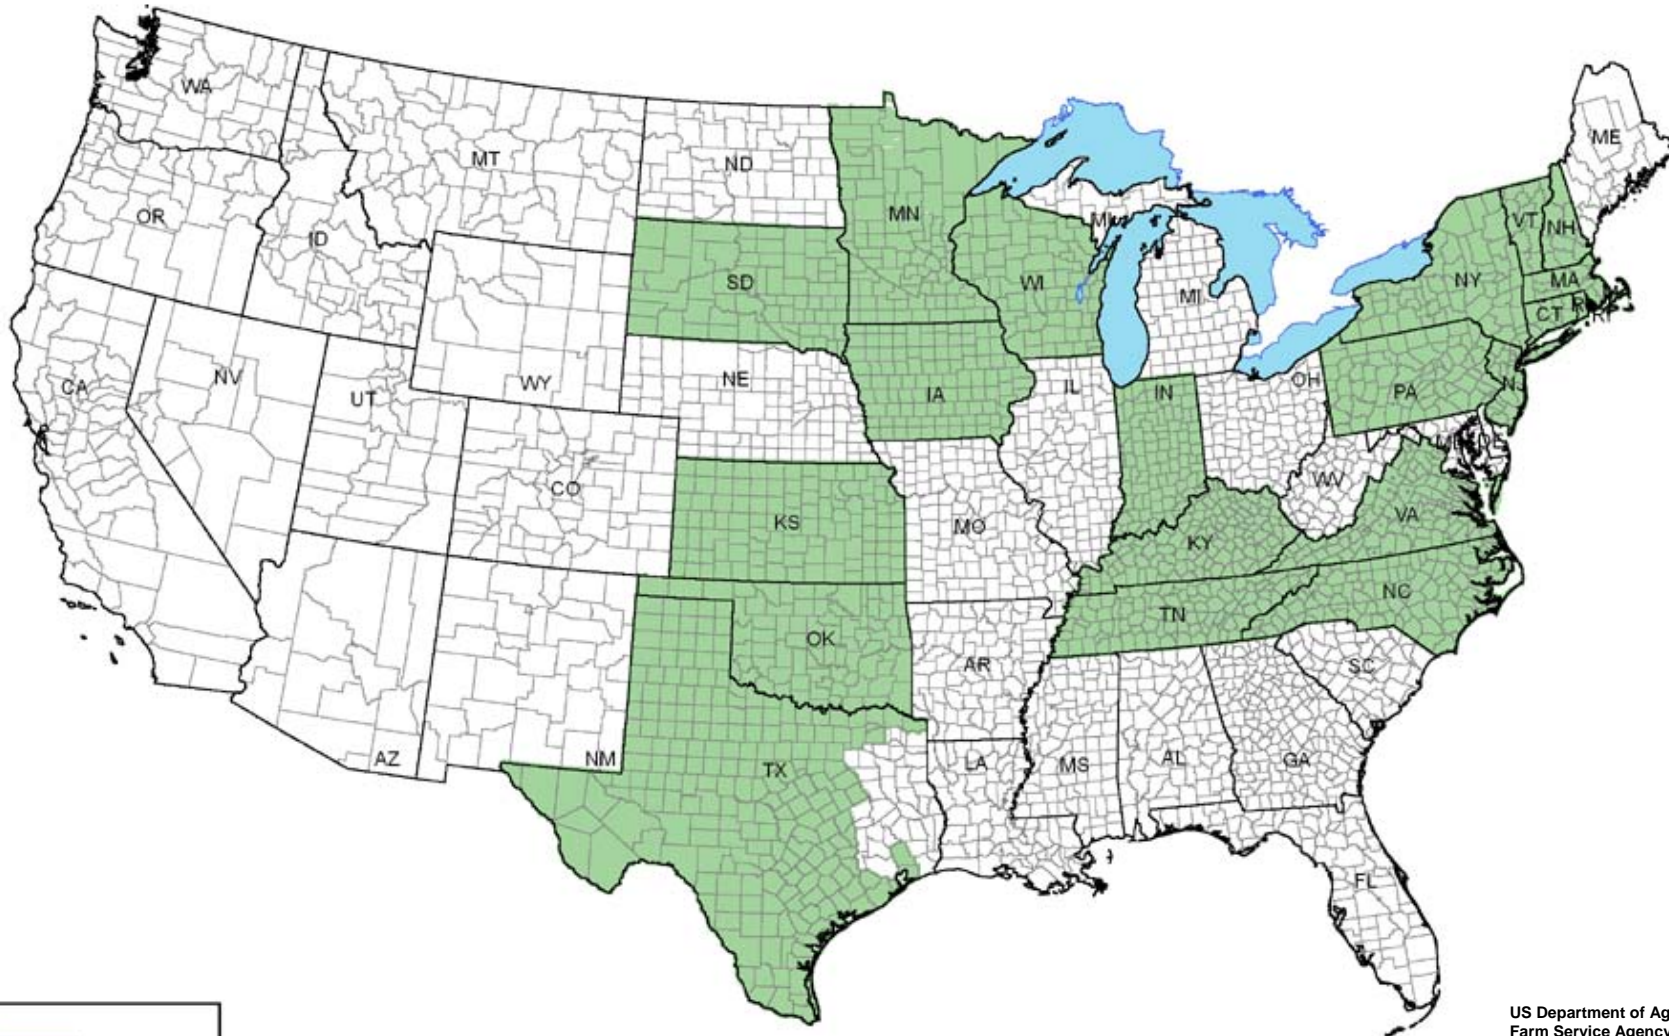 WA
MT
ND
MN
ME
OR
ID
SD
WI
MI
MI
NY
VT
NH
MA
CT
RI
WY
NE
IA
IL
IN
OH
PA
CA
NV
UT
CO
KS
MO
KY
WV
VA
AZ
NM
OK
TX
AR
TN
NC
SC
LA
MS
AL
GA
FL
US Department of Ag
Farm Service Agency